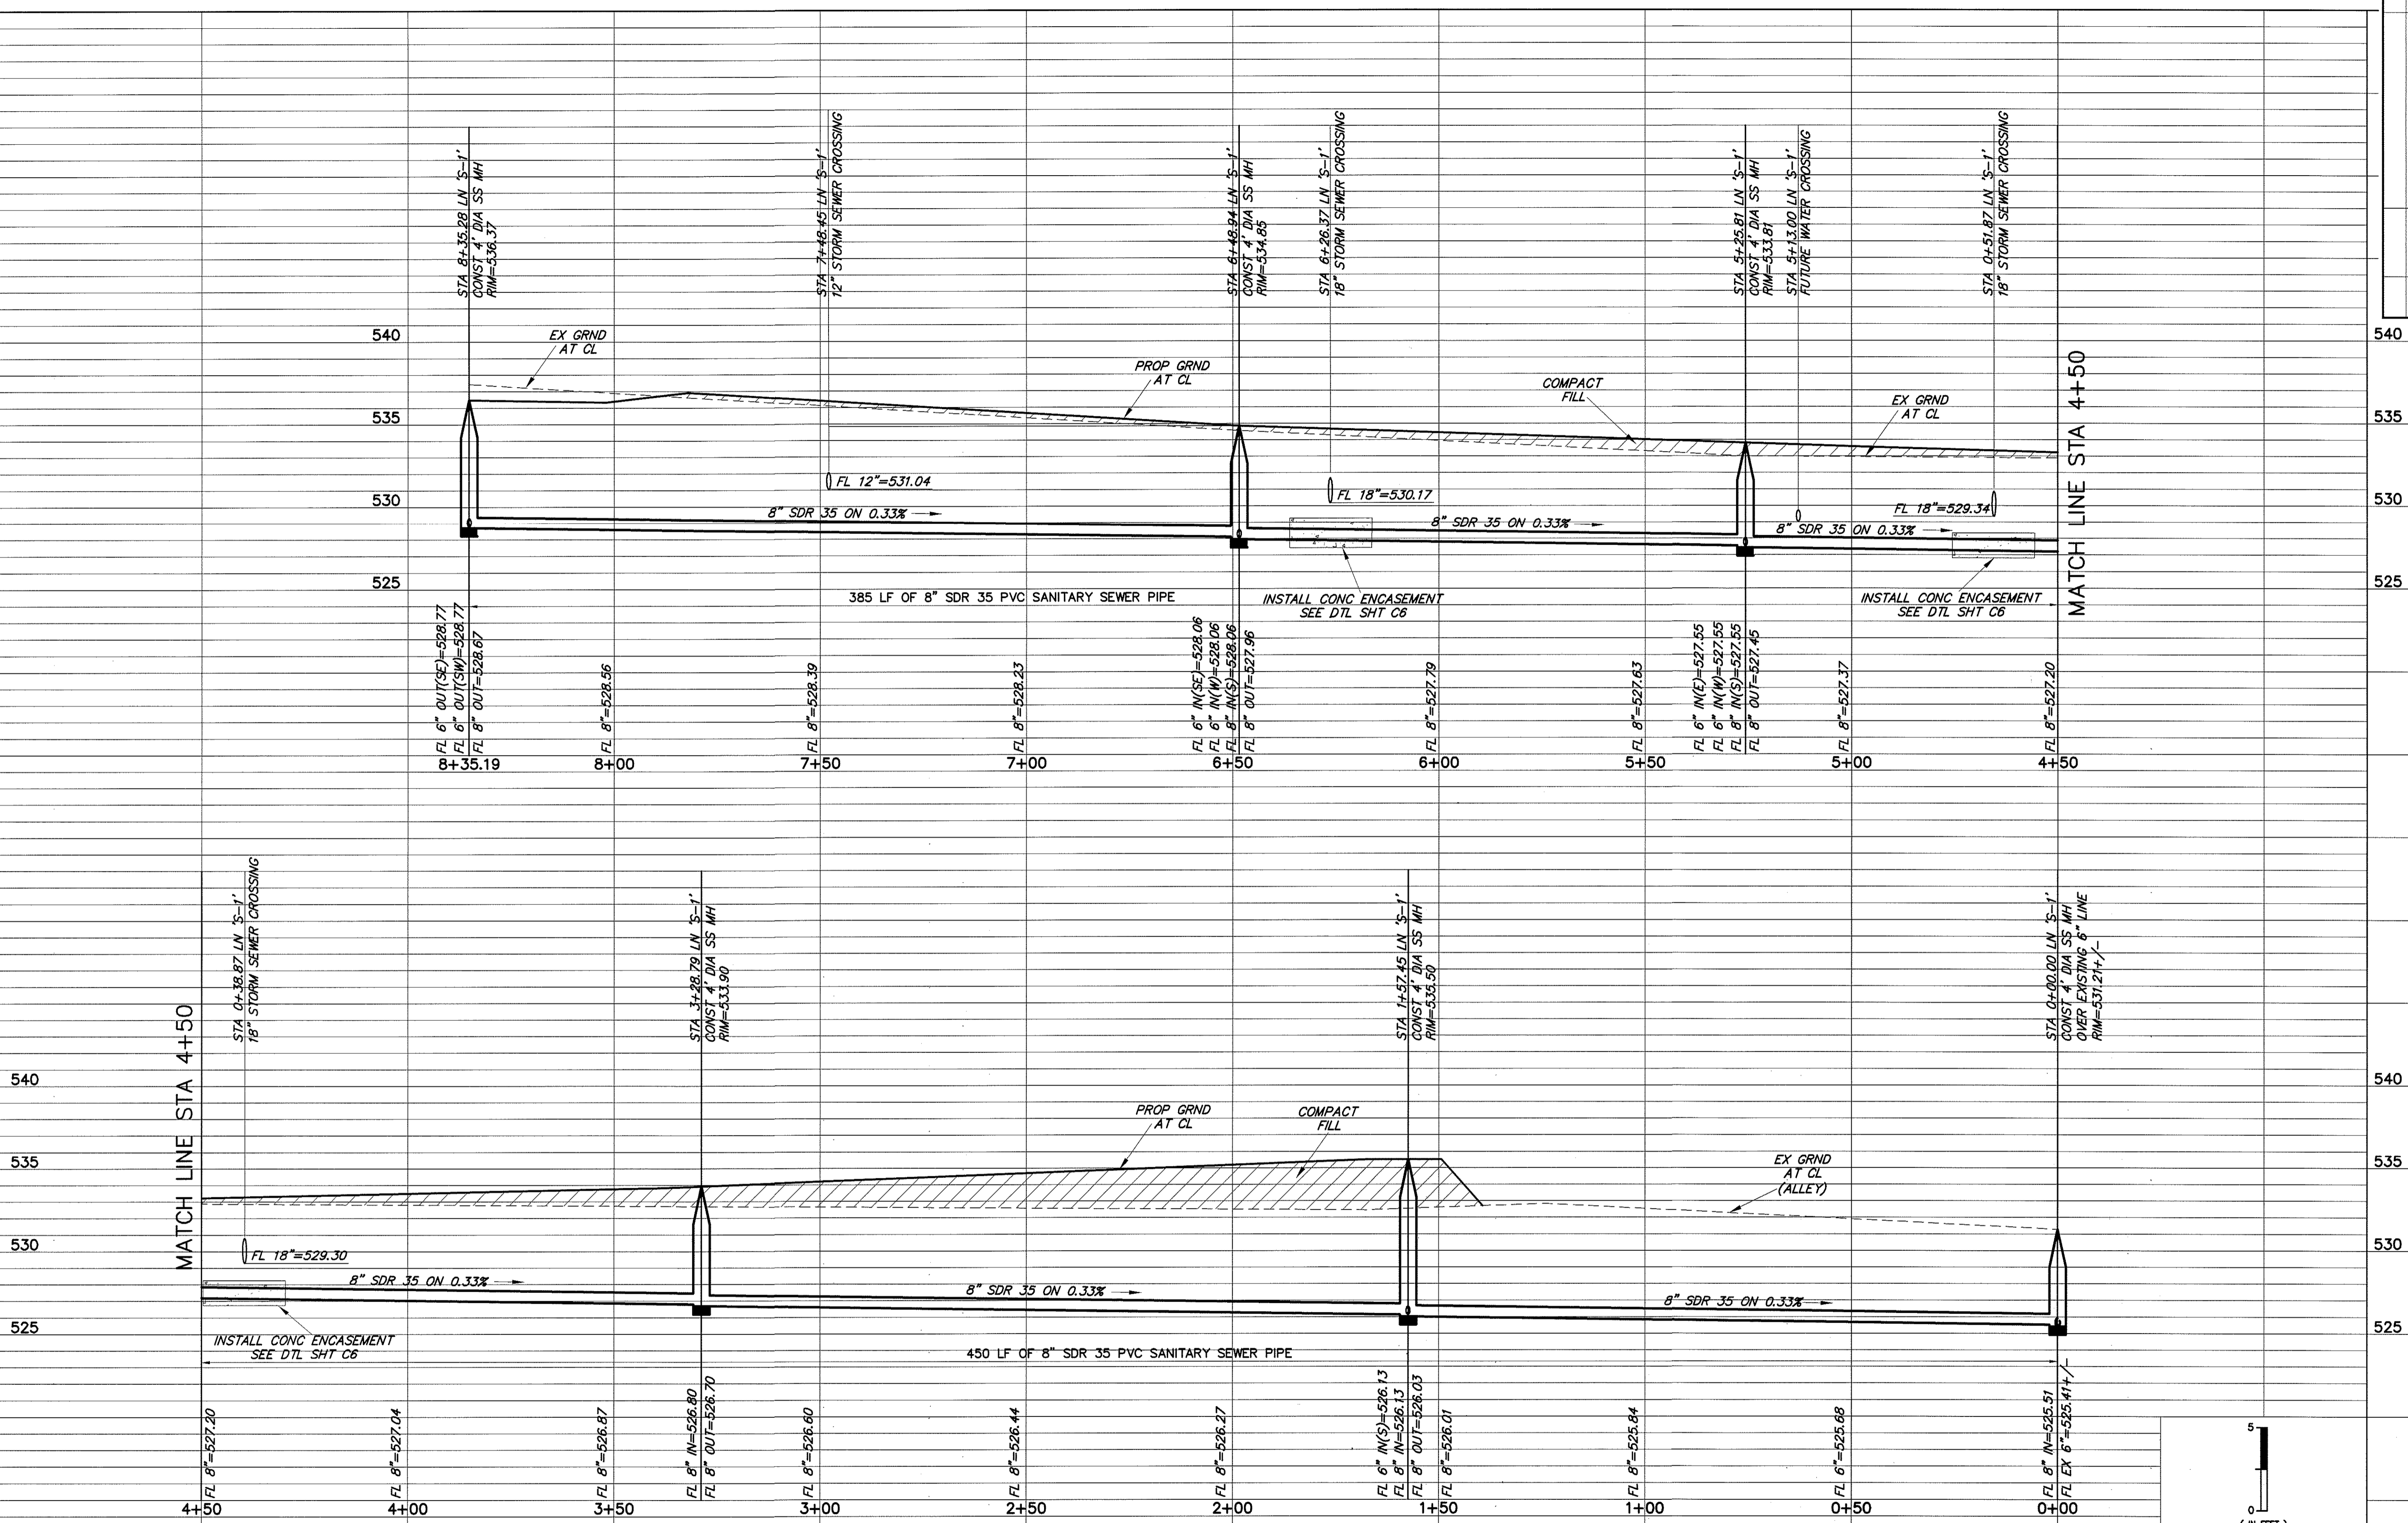 STA 8+35.28 LN 'S-1'
CONST 4' DIA SS MH
RIM=536.37
STA 7+48.45 LN 'S-1'
12" STORM SEWER CROSSING
STA 6+48.94 LN 'S-1'
CONST 4' DIA SS MH
RIM=534.85
STA 6+26.37 LN 'S-1'
18" STORM SEWER CROSSING
STA 5+25.81 LN 'S-1'
CONST 4' DIA SS MH
RIM=533.81
STA 5+13.00 LN 'S-1'
FUTURE WATER CROSSING
STA 0+51.87 LN 'S-1'
18" STORM SEWER CROSSING
540
540
EX GRND
AT CL
PROP GRND
AT CL
COMPACT
FILL
EX GRND
AT CL
MATCH LINE STA 4+50
535
535
530
530
FL 12"=531.04
FL 18"=530.17
FL 18"=529.34
8" SDR 35 ON 0.33%
8" SDR 35 ON 0.33%
8" SDR 35 ON 0.33%
525
525
385 LF OF 8" SDR 35 PVC SANITARY SEWER PIPE
INSTALL CONC ENCASEMENT
SEE DTL SHT C6
INSTALL CONC ENCASEMENT
SEE DTL SHT C6
FL 6" OUT(SE)=528.77
FL 6" OUT(SW)=528.77
FL 8" OUT=528.67
FL 8"=528.56
FL 8"=528.39
FL 8"=528.23
FL 6" IN(SE)=528.06
FL 6" IN(W)=528.06
FL 8" IN(S)=528.06
FL 8" OUT=527.96
FL 8"=527.79
FL 8"=527.63
FL 6" IN(E)=527.55
FL 6" IN(W)=527.55
FL 8" IN(S)=527.55
FL 8" OUT=527.45
FL 8"=527.37
FL 8"=527.20
8+35.19
8+00
7+50
7+00
6+50
6+00
5+50
5+00
4+50
MATCH LINE STA 4+50
STA 0+38.87 LN 'S-1'
18" STORM SEWER CROSSING
STA 3+28.79 LN 'S-1'
CONST 4' DIA SS MH
RIM=533.90
STA 1+57.45 LN 'S-1'
CONST 4' DIA SS MH
RIM=535.50
STA 0+00.00 LN 'S-1'
CONST 4' DIA SS MH
OVER EXISTING 6" LINE
RIM=531.21+/-
540
540
PROP GRND
AT CL
COMPACT
FILL
535
535
EX GRND
AT CL
(ALLEY)
530
530
FL 18"=529.30
8" SDR 35 ON 0.33%
8" SDR 35 ON 0.33%
8" SDR 35 ON 0.33%
525
525
INSTALL CONC ENCASEMENT
SEE DTL SHT C6
450 LF OF 8" SDR 35 PVC SANITARY SEWER PIPE
FL 8"=527.20
FL 8"=527.04
FL 8"=526.87
FL 8" IN=526.80
FL 8" OUT=526.70
FL 8"=526.60
FL 8"=526.44
FL 8"=526.27
FL 6" IN(S)=526.13
FL 8" IN=526.13
FL 8" OUT=526.03
FL 8"=526.01
FL 8"=525.84
FL 6"=525.68
FL 8" IN=525.51
FL EX 6"=525.41+/-
4+50
4+00
3+50
3+00
2+50
2+00
1+50
1+00
0+50
0+00
5
0